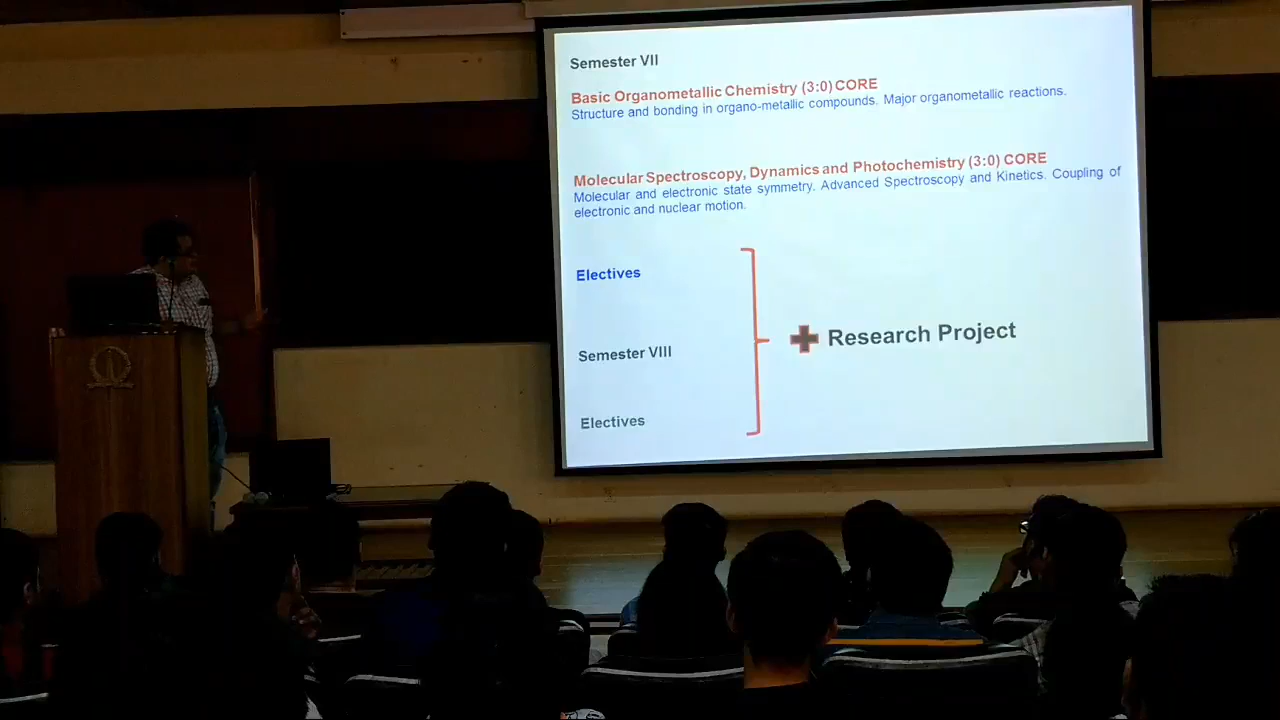 Semester VII
Basic Organometallic Chemistry (3:0) CORE
Structure and bonding in organo-metallic compounds. Major organometallic reactions.
Molecular Spectroscopy, Dynamics and Photochemistry (3:0) CORE
Molecular and electronic state symmetry. Advanced Spectroscopy and Kinetics. Coupling of
electronic and nuclear motion.
Electives
Research Project
Semester VIII
Electives